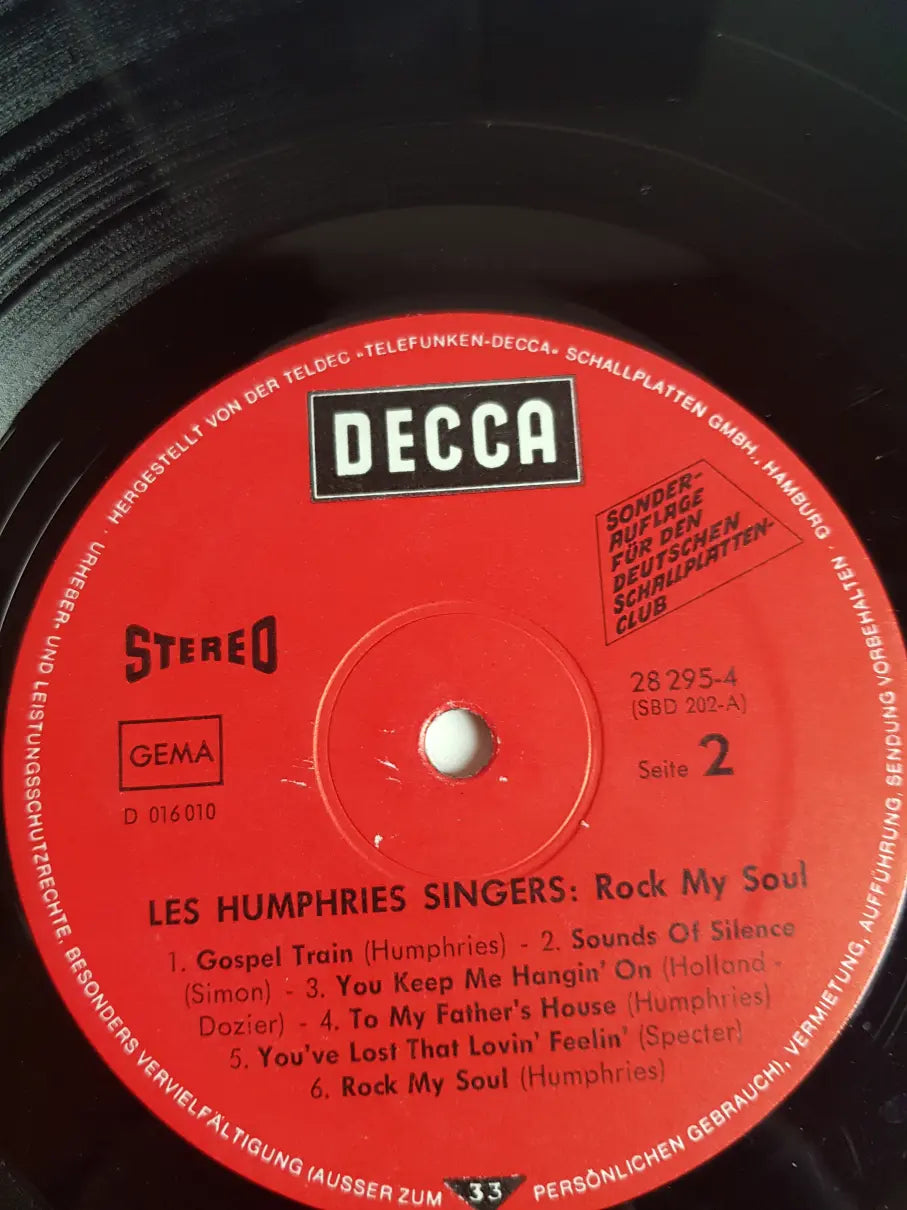 HERGESTELLT VON DER TELDEC »TELEFUNKEN-DECCA« SCHALLPLATTEN GMBH., HAMBURG · URHEBER- UND LEISTUNGSSCHUTZRECHTE, BESONDERS VERVIELFÄLTIGUNG (AUSSER ZUM PERSÖNLICHEN GEBRAUCH), VERMIETUNG, AUFFÜHRUNG, SENDUNG VORBEHALTEN ·
DECCA
SONDER-
AUFLAGE
FÜR DEN
DEUTSCHEN
SCHALLPLATTEN-
CLUB
STEREO
GEMA
D 016 010
28 295-4
(SBD 202-A)
Seite 2
LES HUMPHRIES SINGERS: Rock My Soul
1. Gospel Train (Humphries) - 2. Sounds Of Silence
(Simon) - 3. You Keep Me Hangin' On (Holland -
Dozier) - 4. To My Father's House (Humphries)
5. You've Lost That Lovin' Feelin' (Specter)
6. Rock My Soul (Humphries)
33